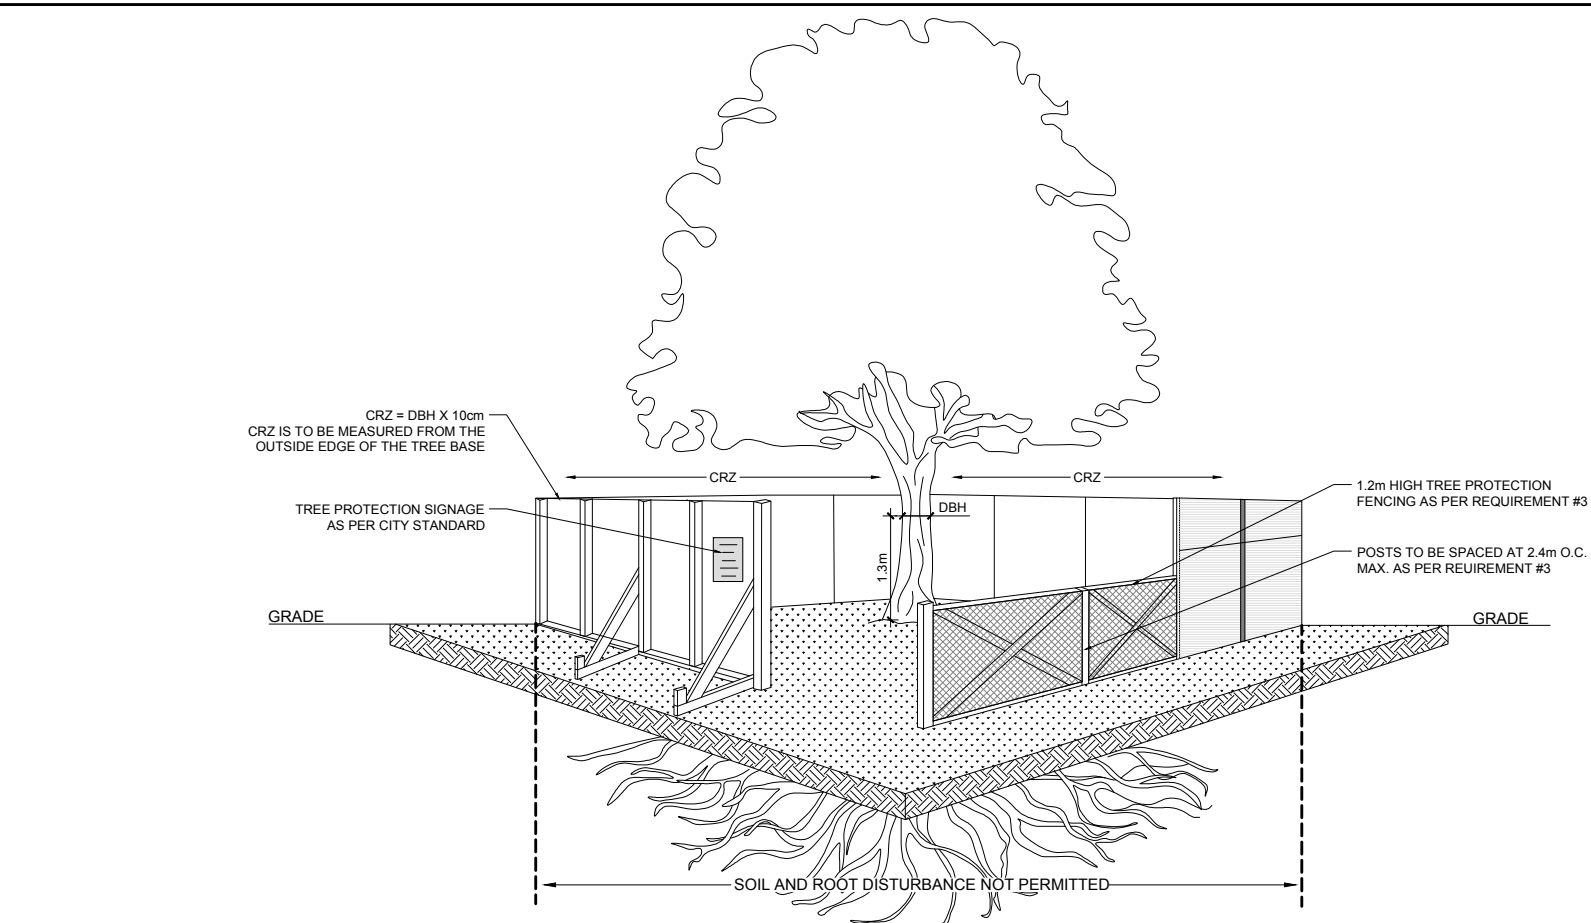 CRZ = DBH X 10cm
CRZ IS TO BE MEASURED FROM THE
OUTSIDE EDGE OF THE TREE BASE
CRZ
CRZ
TREE PROTECTION SIGNAGE
AS PER CITY STANDARD
DBH
1.3m
1.2m HIGH TREE PROTECTION
FENCING AS PER REQUIREMENT #3
POSTS TO BE SPACED AT 2.4m O.C.
MAX. AS PER REUIREMENT #3
GRADE
GRADE
SOIL AND ROOT DISTURBANCE NOT PERMITTED